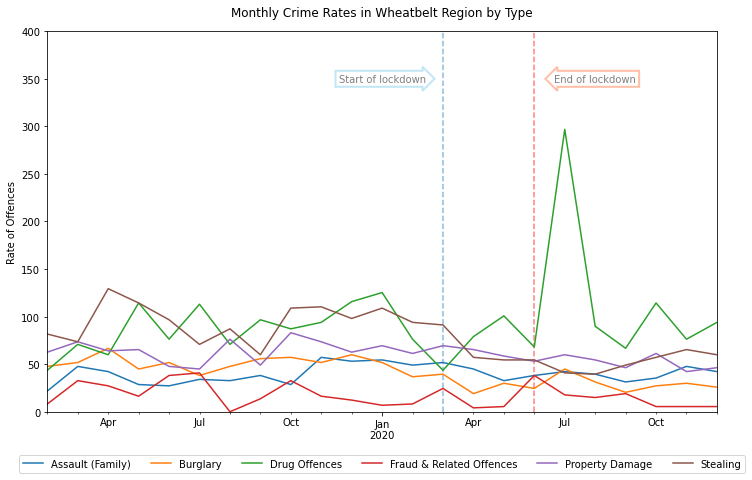 Monthly Crime Rates in Wheatbelt Region by Type
400
350
300
250
200
150
100
50
0
Rate of Offences
Start of lockdown
End of lockdown
Apr
Jul
Oct
Jan
2020
Apr
Jul
Oct
Assault (Family)
Burglary
Drug Offences
Fraud & Related Offences
Property Damage
Stealing